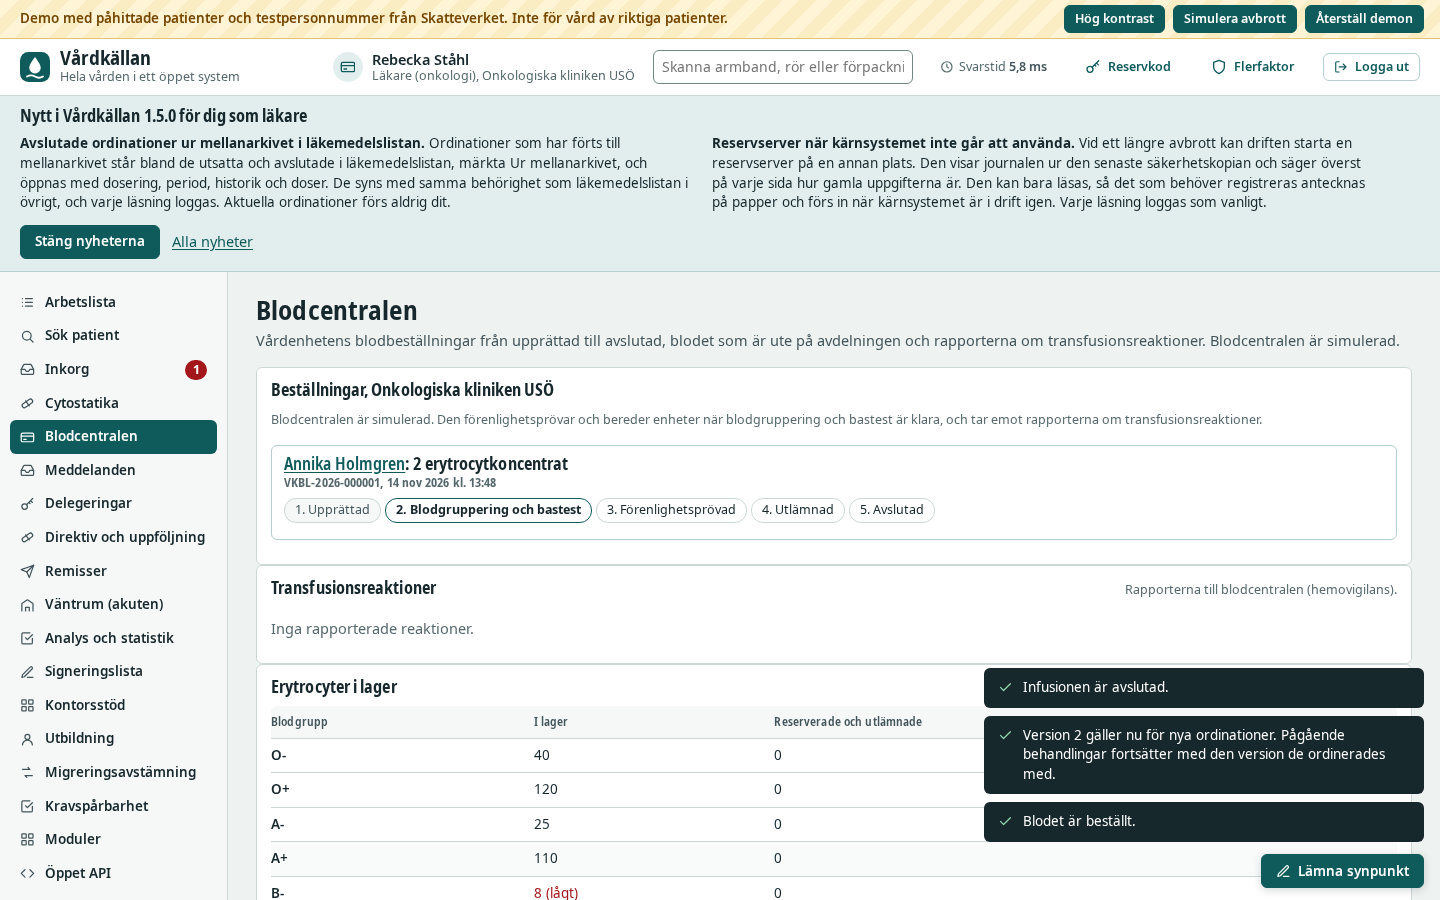 Demo med påhittade patienter och testpersonnummer från Skatteverket. Inte för vård av riktiga patienter.
Hög kontrast
Simulera avbrott
Återställ demon
Vårdkällan
Hela vården i ett öppet system
Rebecka Ståhl
Läkare (onkologi), Onkologiska kliniken USÖ
Skanna armband, rör eller förpackni
Svarstid 5,8 ms
Reservkod
Flerfaktor
Logga ut
Nytt i Vårdkällan 1.5.0 för dig som läkare
Avslutade ordinationer ur mellanarkivet i läkemedelslistan. Ordinationer som har förts till
mellanarkivet står bland de utsatta och avslutade i läkemedelslistan, märkta Ur mellanarkivet, och
öppnas med dosering, period, historik och doser. De syns med samma behörighet som läkemedelslistan i
övrigt, och varje läsning loggas. Aktuella ordinationer förs aldrig dit.
Reservserver när kärnsystemet inte går att använda. Vid ett längre avbrott kan driften starta en
reservserver på en annan plats. Den visar journalen ur den senaste säkerhetskopian och säger överst
på varje sida hur gamla uppgifterna är. Den kan bara läsas, så det som behöver registreras antecknas
på papper och förs in när kärnsystemet är i drift igen. Varje läsning loggas som vanligt.
Stäng nyheterna
Alla nyheter
Arbetslista
Sök patient
Inkorg
1
Cytostatika
Blodcentralen
Meddelanden
Delegeringar
Direktiv och uppföljning
Remisser
Väntrum (akuten)
Analys och statistik
Signeringslista
Kontorsstöd
Utbildning
Migreringsavstämning
Kravspårbarhet
Moduler
Öppet API
Blodcentralen
Vårdenhetens blodbeställningar från upprättad till avslutad, blodet som är ute på avdelningen och rapporterna om transfusionsreaktioner. Blodcentralen är simulerad.
Beställningar, Onkologiska kliniken USÖ
Blodcentralen är simulerad. Den förenlighetsprövar och bereder enheter när blodgruppering och bastest är klara, och tar emot rapporterna om transfusionsreaktioner.
Annika Holmgren: 2 erytrocytkoncentrat
VKBL-2026-000001, 14 nov 2026 kl. 13:48
1. Upprättad
2. Blodgruppering och bastest
3. Förenlighetsprövad
4. Utlämnad
5. Avslutad
Transfusionsreaktioner
Rapporterna till blodcentralen (hemovigilans).
Inga rapporterade reaktioner.
Erytrocyter i lager
Blodgrupp
I lager
Reserverade och utlämnade
O-
40
0
O+
120
0
A-
25
0
A+
110
0
B-
8 (lågt)
0
Infusionen är avslutad.
Version 2 gäller nu för nya ordinationer. Pågående
behandlingar fortsätter med den version de ordinerades
med.
Blodet är beställt.
Lämna synpunkt